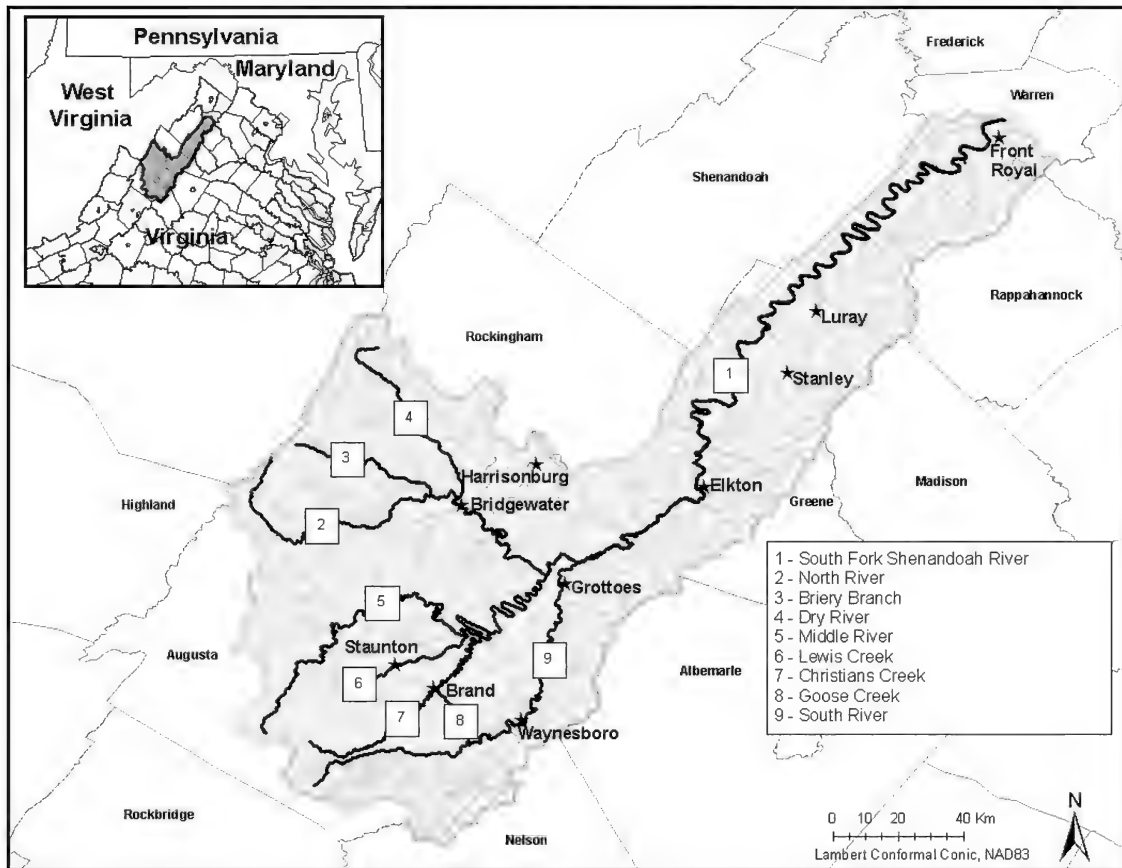 Pennsylvania
Maryland
West
Virginia
Virginia
Frederick
Warren
Front
Royal
Shenandoah
Rappahannock
Luray
Rockingham
1
Stanley
4
3
Harrisonburg
Elkton
Madison
Highland
Bridgewater
Greene
2
1 - South Fork Shenandoah River
2 - North River
3 - Briery Branch
4 - Dry River
5 - Middle River
6 - Lewis Creek
7 - Christians Creek
8 - Goose Creek
9 - South River
Grottoes
5
Augusta
Staunton
9
Albemarle
6
Brand
7
8
Waynesboro
Rockbridge
Nelson
N
0 10 20 40 Km
Lambert Conformal Conic, NAD83